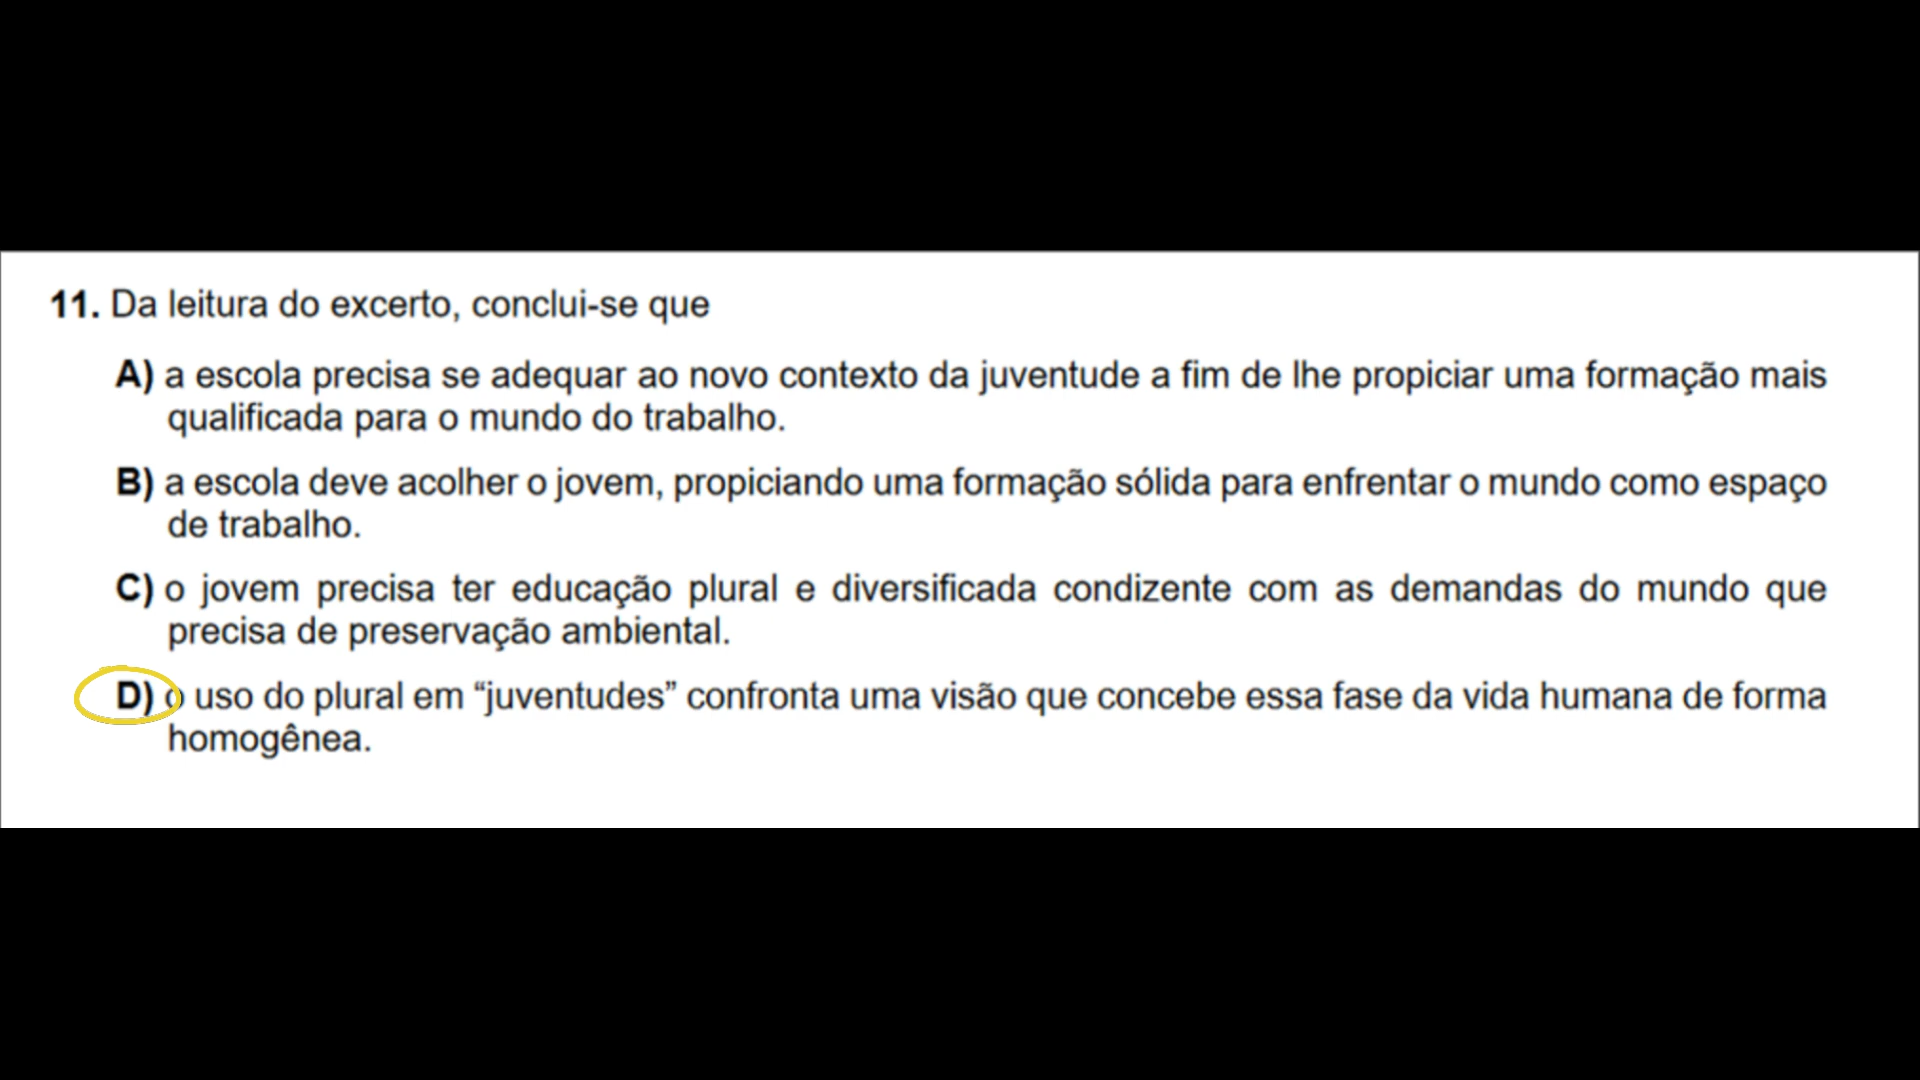 11. Da leitura do excerto, conclui-se que
A) a escola precisa se adequar ao novo contexto da juventude a fim de lhe propiciar uma formação mais
qualificada para o mundo do trabalho.
B) a escola deve acolher o jovem, propiciando uma formação sólida para enfrentar o mundo como espaço
de trabalho.
C) o jovem precisa ter educação plural e diversificada condizente com as demandas do mundo que
precisa de preservação ambiental.
D) o uso do plural em “juventudes” confronta uma visão que concebe essa fase da vida humana de forma
homogênea.